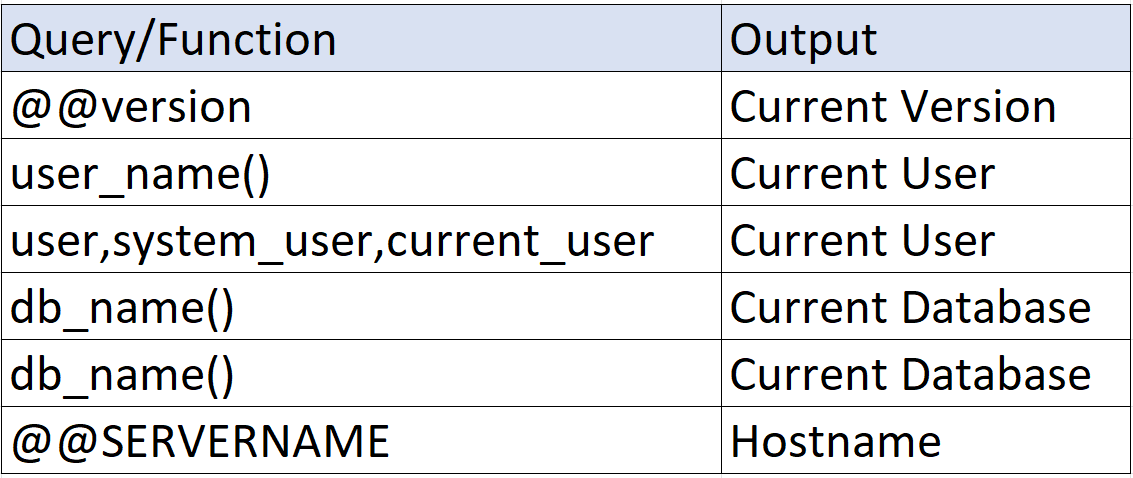 Query/Function Output
@@version Current Version
user_name() Current User
user,system_user,current_user Current User
db_name() Current Database
db_name() Current Database
@@SERVERNAME Hostname